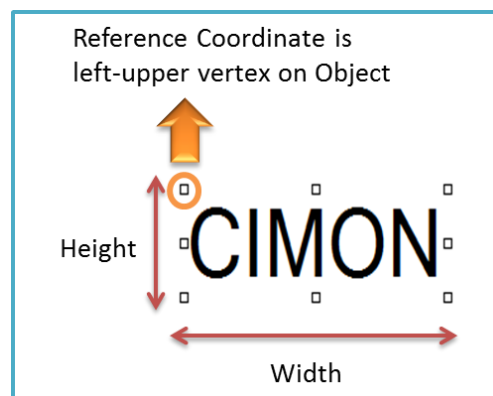 Reference Coordinate is
left-upper vertex on Object
Height
CIMON
Width